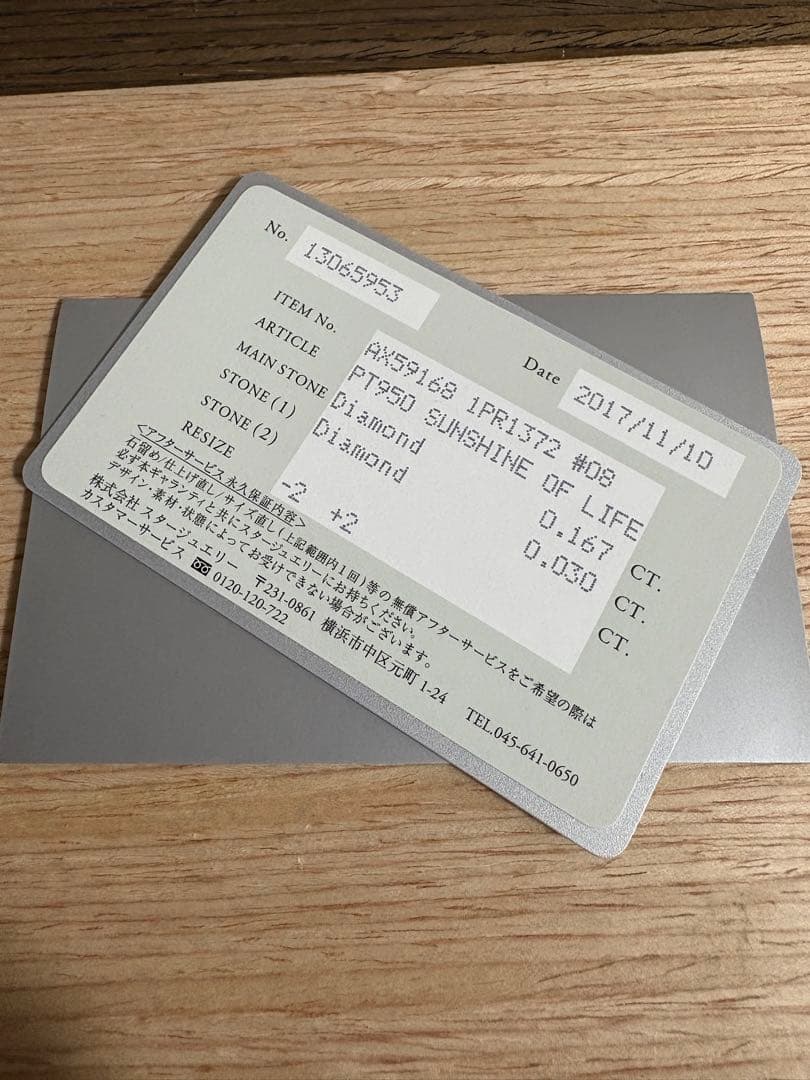 No. 13065953
Date 2017/11/10
ITEM No. AX59168 1PR1372 #08
ARTICLE PT950 SUNSHINE OF LIFE
MAIN STONE Diamond 0.167 CT.
STONE (1) Diamond 0.030 CT.
STONE (2) CT.
RESIZE -2 +2
<アフターサービス 永久保証内容>
石留め/仕上げ直し/サイズ直し(上記範囲内1回)等の 無償アフターサービスをご希望の際は
必ず本ギャランティと共にスタージュエリーにお持ちください。
デザイン・素材・状態によってお受けできない場合がございます。
株式会社 スタージュエリー 〒231-0861 横浜市中区元町 1-24 TEL.045-641-0650
カスタマーサービス 0120-120-722